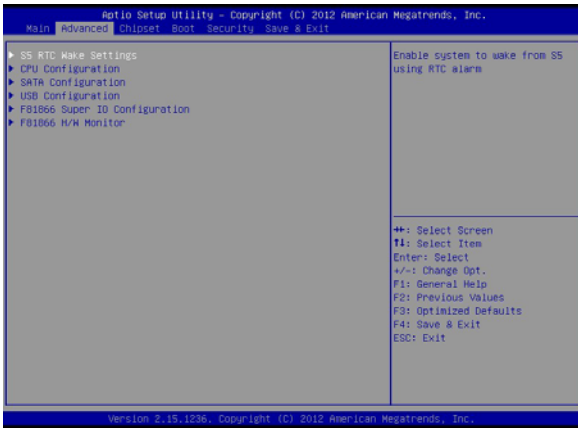 Aptio Setup Utility – Copyright (C) 2012 American Megatrends, Inc.
Main Advanced Chipset Boot Security Save & Exit
▶ S5 RTC Wake Settings
▶ CPU Configuration
▶ SATA Configuration
▶ USB Configuration
▶ F81866 Super IO Configuration
▶ F81866 H/W Monitor
Enable system to wake from S5
using RTC alarm
→←: Select Screen
↑↓: Select Item
Enter: Select
+/-: Change Opt.
F1: General Help
F2: Previous Values
F3: Optimized Defaults
F4: Save & Exit
ESC: Exit
Version 2.15.1236. Copyright (C) 2012 American Megatrends, Inc.